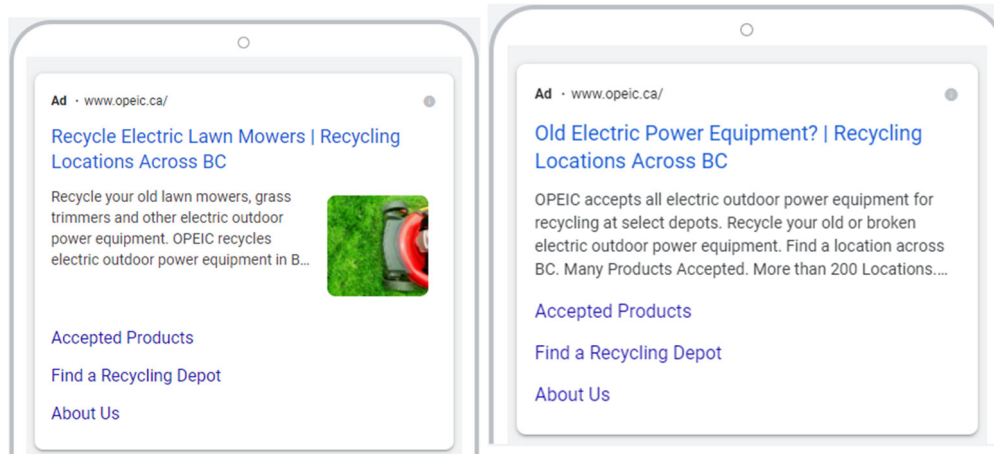 Ad · www.opeic.ca/
Recycle Electric Lawn Mowers | Recycling
Locations Across BC
Recycle your old lawn mowers, grass
trimmers and other electric outdoor
power equipment. OPEIC recycles
electric outdoor power equipment in B...
Accepted Products
Find a Recycling Depot
About Us
Ad · www.opeic.ca/
Old Electric Power Equipment? | Recycling
Locations Across BC
OPEIC accepts all electric outdoor power equipment for
recycling at select depots. Recycle your old or broken
electric outdoor power equipment. Find a location across
BC. Many Products Accepted. More than 200 Locations....
Accepted Products
Find a Recycling Depot
About Us